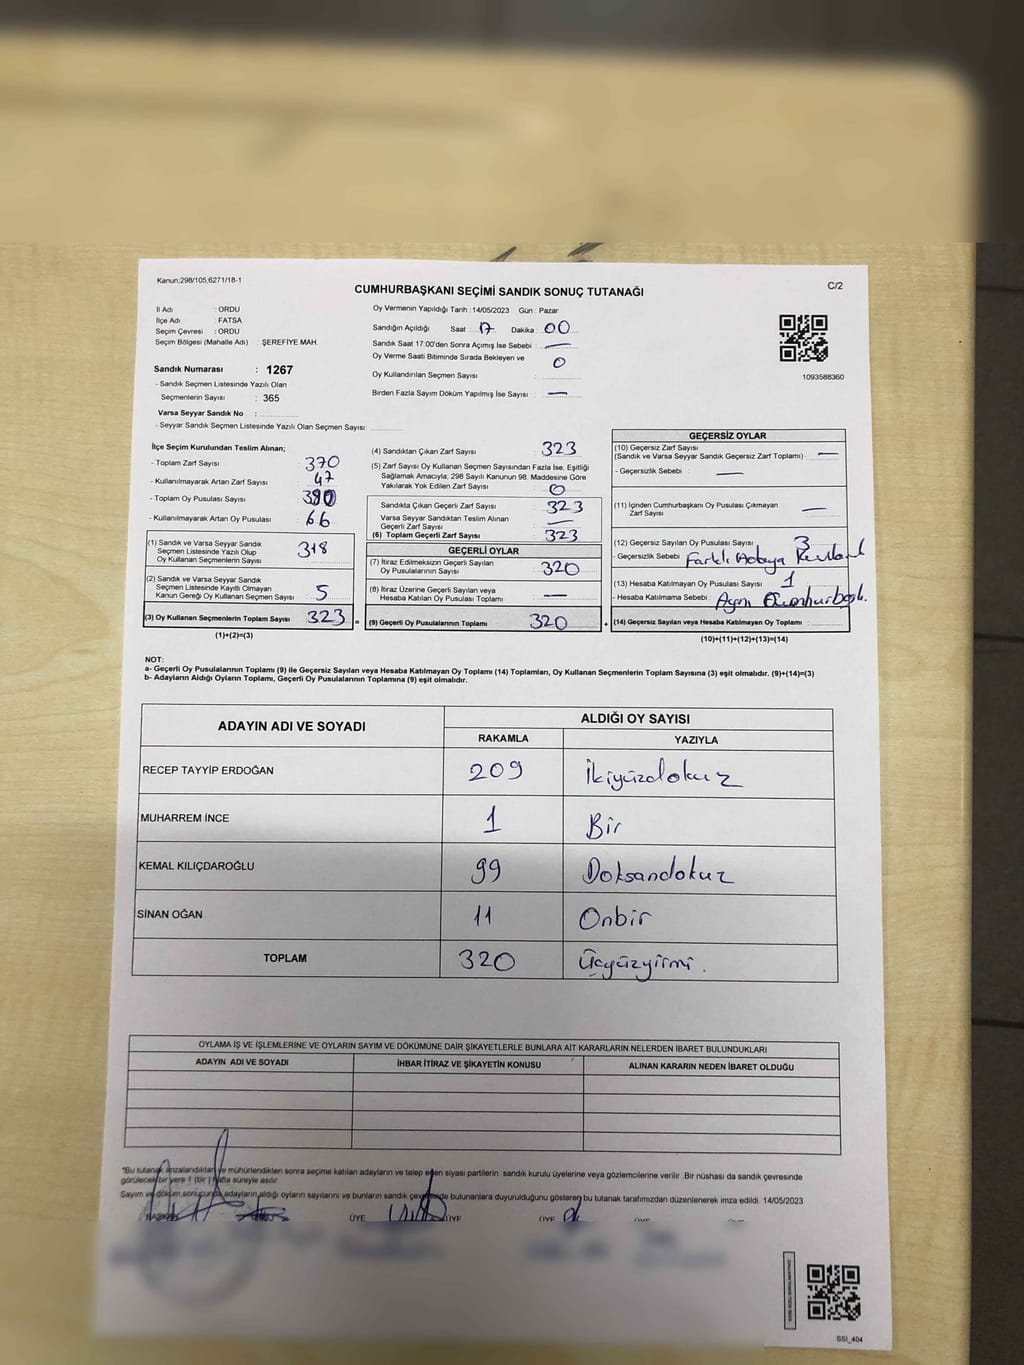 Kanun:298/105;6271/18-1
CUMHURBAŞKANI SEÇİMİ SANDIK SONUÇ TUTANAĞI
C/2
İl Adı : ORDU
İlçe Adı : FATSA
Seçim Çevresi : ORDU
Seçim Bölgesi (Mahalle Adı) : ŞEREFİYE MAH.
Sandık Numarası : 1267
- Sandık Seçmen Listesinde Yazılı Olan
Seçmenlerin Sayısı : 365
Varsa Seyyar Sandık No :
- Seyyar Sandık Seçmen Listesinde Yazılı Olan Seçmen Sayısı:
Oy Vermenin Yapıldığı Tarih :14/05/2023 Gün : Pazar
Sandığın Açıldığı Saat 17 Dakika : 00
Sandık Saat 17:00'den Sonra Açımış İse Sebebi : —
Oy Verme Saati Bitiminde Sırada Bekleyen ve
Oy Kullandırılan Seçmen Sayısı : 0
Birden Fazla Sayım Döküm Yapılmış İse Sayısı : —
1093588360
İlçe Seçim Kurulundan Teslim Alınan;
- Toplam Zarf Sayısı 370
- Kullanılmayarak Artan Zarf Sayısı 47
- Toplam Oy Pusulası Sayısı
- Kullanılmayarak Artan Oy Pusulası 66
(1) Sandık ve Varsa Seyyar Sandık
Seçmen Listesinde Yazılı Olup
Oy Kullanan Seçmenlerin Sayısı 318
(2) Sandık ve Varsa Seyyar Sandık
Seçmen Listesinde Kayıtlı Olmayan
Kanun Gereği Oy Kullanan Seçmen Sayısı 5
(3) Oy Kullanan Seçmenlerin Toplam Sayısı 323 =
(1)+(2)=(3)
(4) Sandıktan Çıkan Zarf Sayısı 323
(5) Zarf Sayısı Oy Kullanan Seçmen Sayısından Fazla İse, Eşitliği
Sağlamak Amacıyla; 298 Sayılı Kanunun 98. Maddesine Göre
Yakılarak Yok Edilen Zarf Sayısı 0
Sandıkta Çıkan Geçerli Zarf Sayısı 323
Varsa Seyyar Sandıktan Teslim Alınan
Geçerli Zarf Sayısı —
(6) Toplam Geçerli Zarf Sayısı 323
GEÇERLİ OYLAR
(7) İtiraz Edilmeksizin Geçerli Sayılan
Oy Pusulalarının Sayısı 320
(8) İtiraz Üzerine Geçerli Sayılan veya
Hesaba Katılan Oy Pusulası Toplamı —
(9) Geçerli Oy Pusulalarının Toplamı 320 +
GEÇERSİZ OYLAR
(10) Geçersiz Zarf Sayısı
(Sandık ve Varsa Seyyar Sandık Geçersiz Zarf Toplamı) : —
- Geçersizlik Sebebi : —
(11) İçinden Cumhurbaşkanı Oy Pusulası Çıkmayan
Zarf Sayısı : —
(12) Geçersiz Sayılan Oy Pusulası Sayısı : 3
- Geçersizlik Sebebi : Farklı Adaya
(13) Hesaba Katılmayan Oy Pusulası Sayısı : 1
- Hesaba Katılmama Sebebi :
(14) Geçersiz Sayılan veya Hesaba Katılmayan Oy Toplamı :
(10)+(11)+(12)+(13)=(14)
NOT:
a- Geçerli Oy Pusulalarının Toplamı (9) ile Geçersiz Sayılan veya Hesaba Katılmayan Oy Toplamı (14) Toplamları, Oy Kullanan Seçmenlerin Toplam Sayısına (3) eşit olmalıdır. (9)+(14)=(3)
b- Adayların Aldığı Oyların Toplamı, Geçerli Oy Pusulalarının Toplamına (9) eşit olmalıdır.
ADAYIN ADI VE SOYADI
ALDIĞI OY SAYISI
RAKAMLA YAZIYLA
RECEP TAYYİP ERDOĞAN 209 İkiyüzdokuz
MUHARREM İNCE 1 Bir
KEMAL KILIÇDAROĞLU 99 Doksandokuz
SİNAN OĞAN 11 Onbir
TOPLAM 320 Üçyüzyirmi.
OYLAMA İŞ VE İŞLEMLERİNE VE OYLARIN SAYIM VE DÖKÜMÜNE DAİR ŞİKAYETLERLE BUNLARA AİT KARARLARIN NELERDEN İBARET BULUNDUKLARI
ADAYIN ADI VE SOYADI İHBAR İTİRAZ VE ŞİKAYETİN KONUSU ALINAN KARARIN NEDEN İBARET OLDUĞU
*Bu tutanak imzalandıktan ve mühürlendikten sonra seçime katılan adayların ve talep eden siyasi partilerin sandık kurulu üyelerine veya gözlemcilerine verilir. Bir nüshası da sandık çevresinde
görülecek bir yere 1 (bir) hafta süreyle asılır.
Sayım ve döküm sonucunda adayların aldığı oyların sayılarını ve bunların sandık çevresinde bulunanlara duyurulduğunu gösteren bu tutanak tarafımızdan düzenlenerek imza edildi. 14/05/2023
BAŞKAN ÜYE ÜYE ÜYE ÜYE
SSİ_404